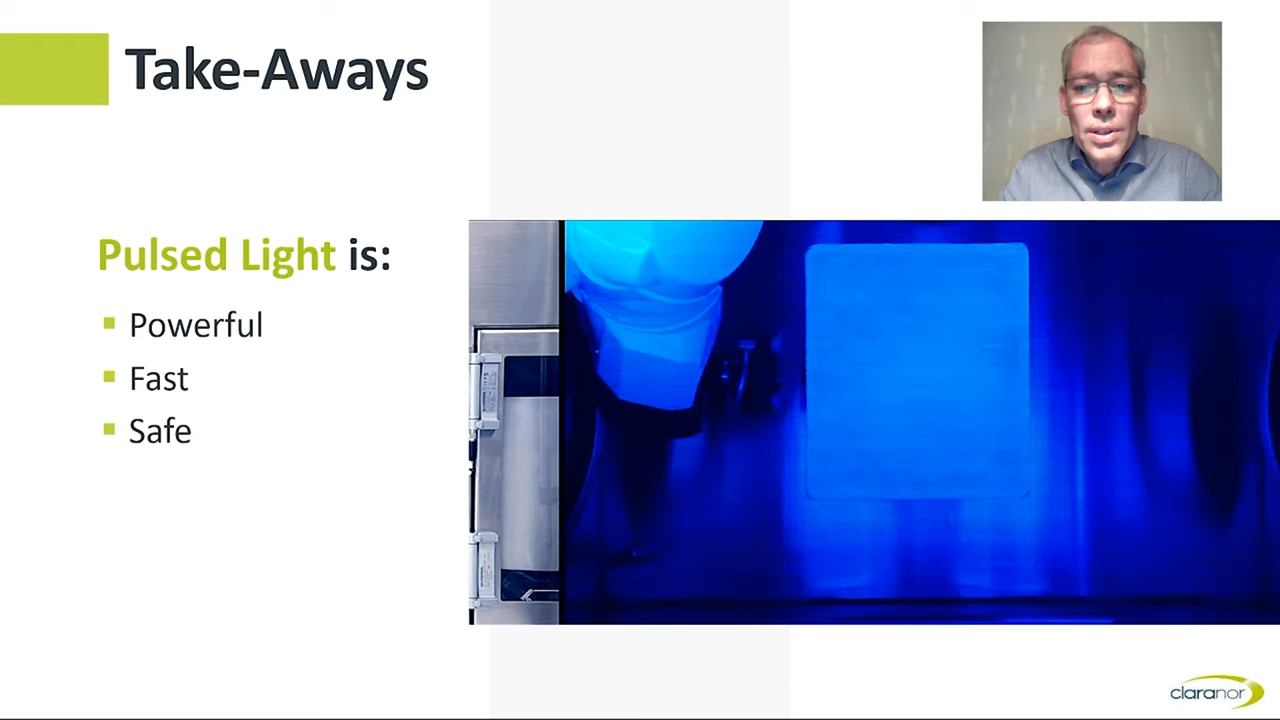 Take-Aways
Pulsed Light is:
Powerful
Fast
Safe
claranor